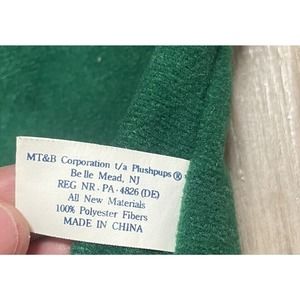 MT&B Corporation t/a Plushpups®
Belle Mead, NJ
REG NR - PA - 4826 (DE)
All New Materials
100% Polyester Fibers
MADE IN CHINA